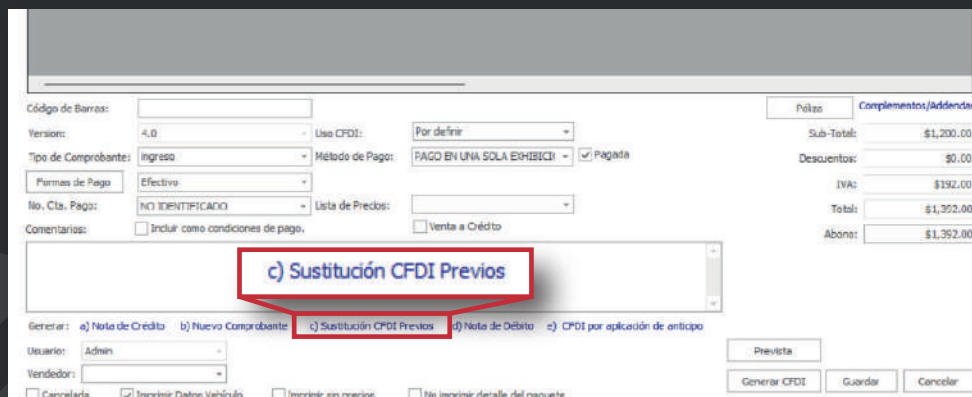 Código de Barras:
Póliza Complementos/Addendas
Version: 4.0 Uso CFDI: Por definir Sub-Total: $1,200.00
Tipo de Comprobante: ingreso Método de Pago: PAGO EN UNA SOLA EXHIBICI Pagada Descuentos: $0.00
Formas de Pago Efectivo IVA: $192.00
No. Cta. Pago: NO IDENTIFICADO Lista de Precios: Total: $1,392.00
Comentarios: Incluir como condiciones de pago. Venta a Crédito Abono: $1,392.00
c) Sustitución CFDI Previos
Generar: a) Nota de Crédito b) Nuevo Comprobante c) Sustitución CFDI Previos d) Nota de Débito e) CFDI por aplicación de anticipo
Usuario: Admin Prevista
Vendedor: Generar CFDI Guardar Cancelar
Cancelada Imprimir Datos Vehículo Imprimir sin precios No imprimir detalle del paquete